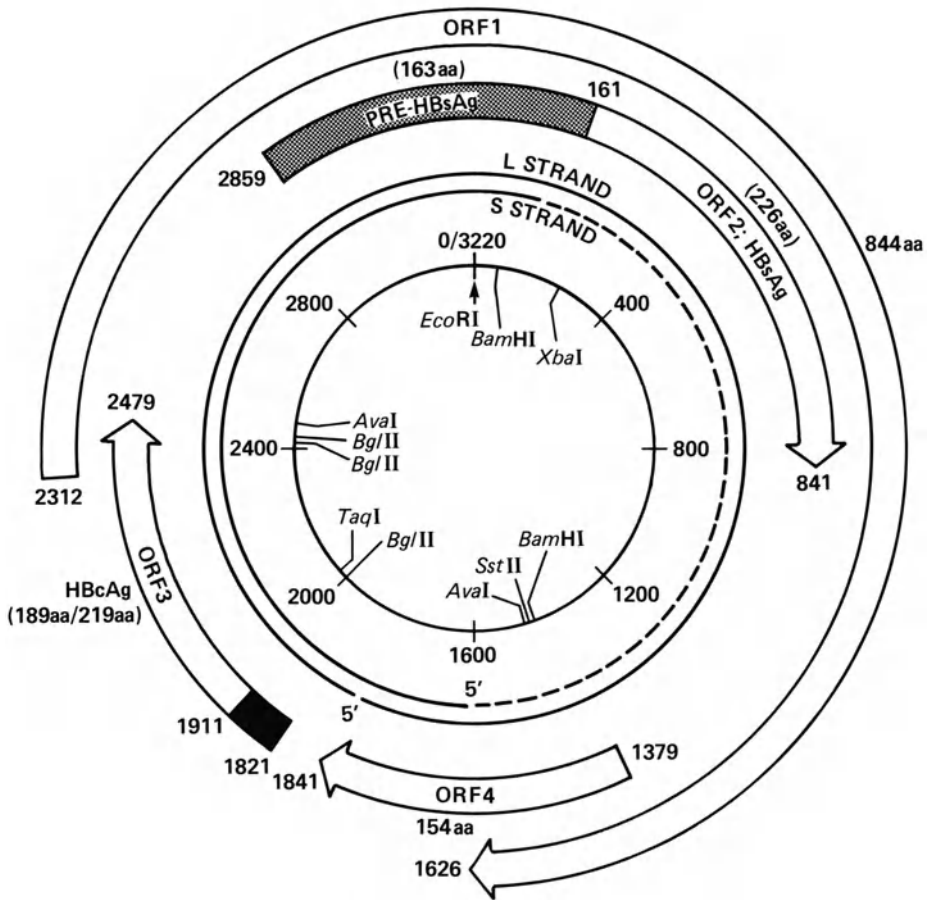 ORF1
(163aa)
161
PRE-HBsAg
2859
L STRAND
S STRAND
(226aa)
ORF2; HBsAg
844aa
0/3220
2800
400
EcoRI
BamHI
XbaI
2479
AvaI
BglII
BglII
2400
800
841
2312
TaqI
BglII
BamHI
SstII
AvaI
ORF3
HBcAg
(189aa/219aa)
2000
1200
1600
5'
5'
1911
1821
1841
1379
ORF4
154aa
1626